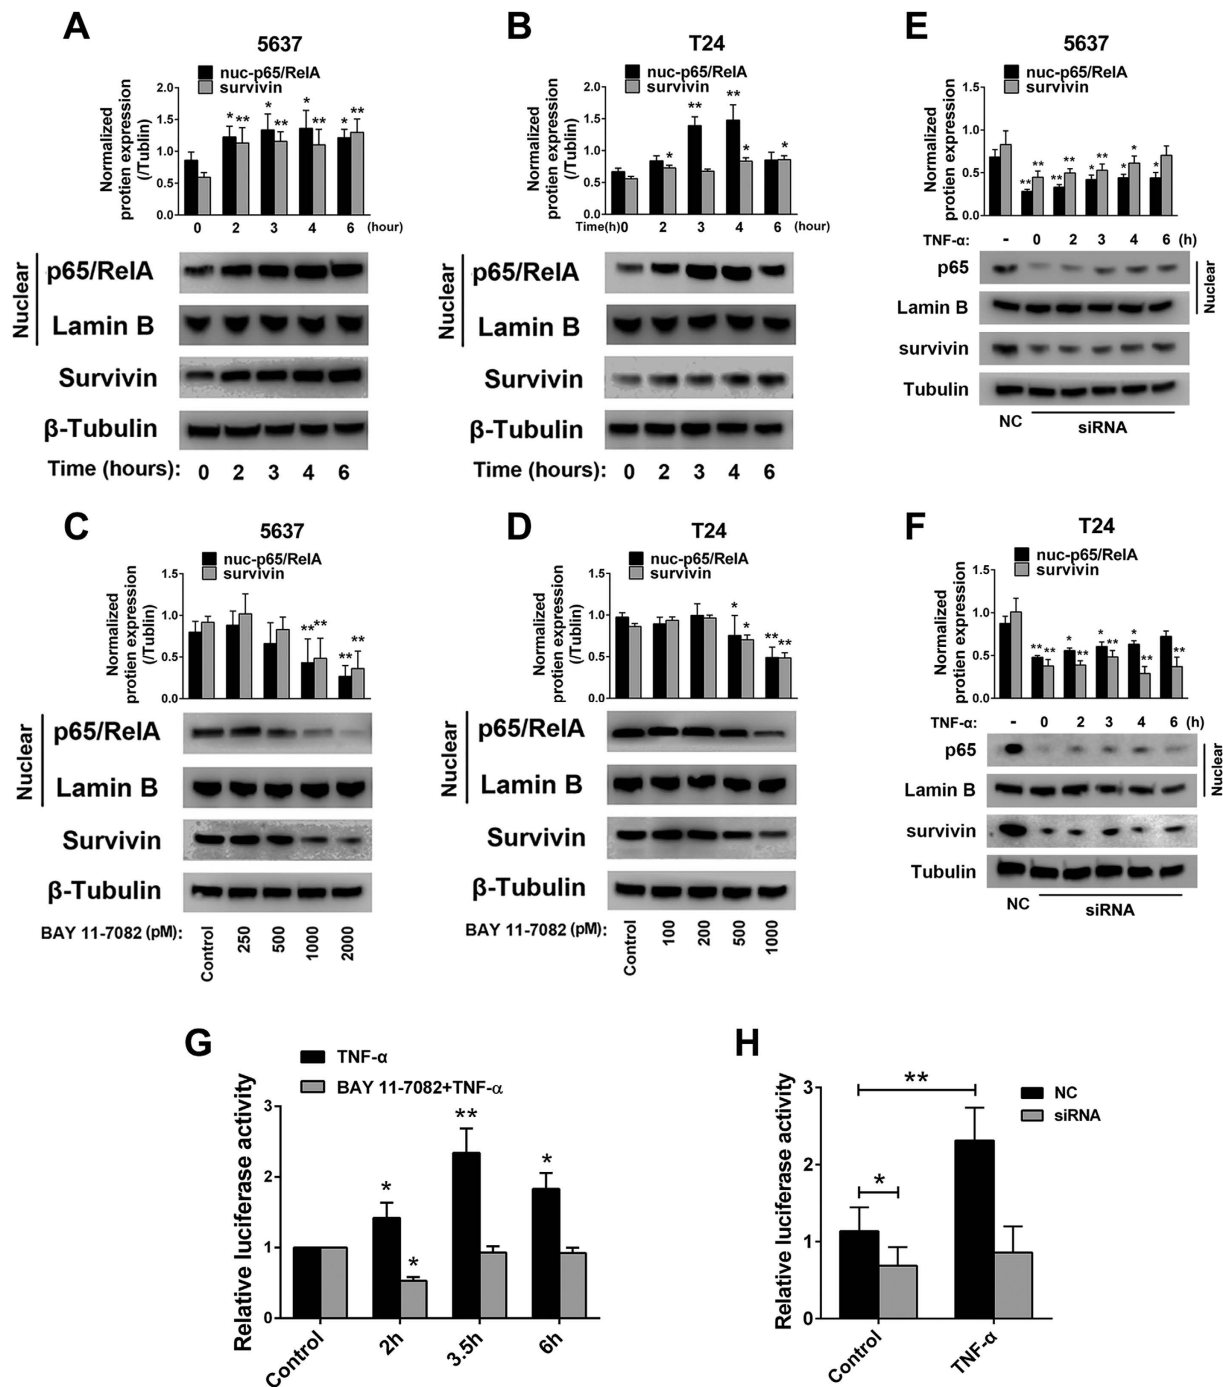 A
5637
nuc-p65/RelA
survivin
Normalized
protien expression
(/Tublin)
2.0
1.5
1.0
0.5
0.0
* ** * ** * ** * **
0 2 3 4 6 (hour)
Nuclear
p65/RelA
Lamin B
Survivin
β-Tubulin
Time (hours): 0 2 3 4 6
B
T24
nuc-p65/RelA
survivin
Normalized
protien expression
(/Tublin)
2.0
1.5
1.0
0.5
0.0
* ** ** * *
Time(h)0 2 3 4 6 (hour)
Nuclear
p65/RelA
Lamin B
Survivin
β-Tubulin
Time (hours): 0 2 3 4 6
E
5637
nuc-p65/RelA
survivin
Normalized
protien expression
1.5
1.0
0.5
0.0
** ** ** ** * ** * * *
TNF-α: - 0 2 3 4 6 (h)
p65
Lamin B
Nuclear
survivin
Tubulin
NC siRNA
C
5637
nuc-p65/RelA
survivin
Normalized
protien expression
(/Tublin)
1.5
1.0
0.5
0.0
** ** ** **
Nuclear
p65/RelA
Lamin B
Survivin
β-Tubulin
BAY 11-7082 (pM):
Control 250 500 1000 2000
D
T24
nuc-p65/RelA
survivin
Normalized
protien expression
(/Tublin)
1.5
1.0
0.5
0.0
* * ** **
Nuclear
p65/RelA
Lamin B
Survivin
β-Tubulin
BAY 11-7082 (pM):
Control 100 200 500 1000
F
T24
nuc-p65/RelA
survivin
Normalized
protien expression
1.5
1.0
0.5
0.0
** ** * ** * ** * ** **
TNF-α: - 0 2 3 4 6 (h)
p65
Lamin B
Nuclear
survivin
Tubulin
NC siRNA
G
TNF-α
BAY 11-7082+TNF-α
Relative luciferase activity
3
2
1
0
* * ** *
Control 2h 3.5h 6h
H
NC
siRNA
Relative luciferase activity
3
2
1
0
**
*
Control TNF-α